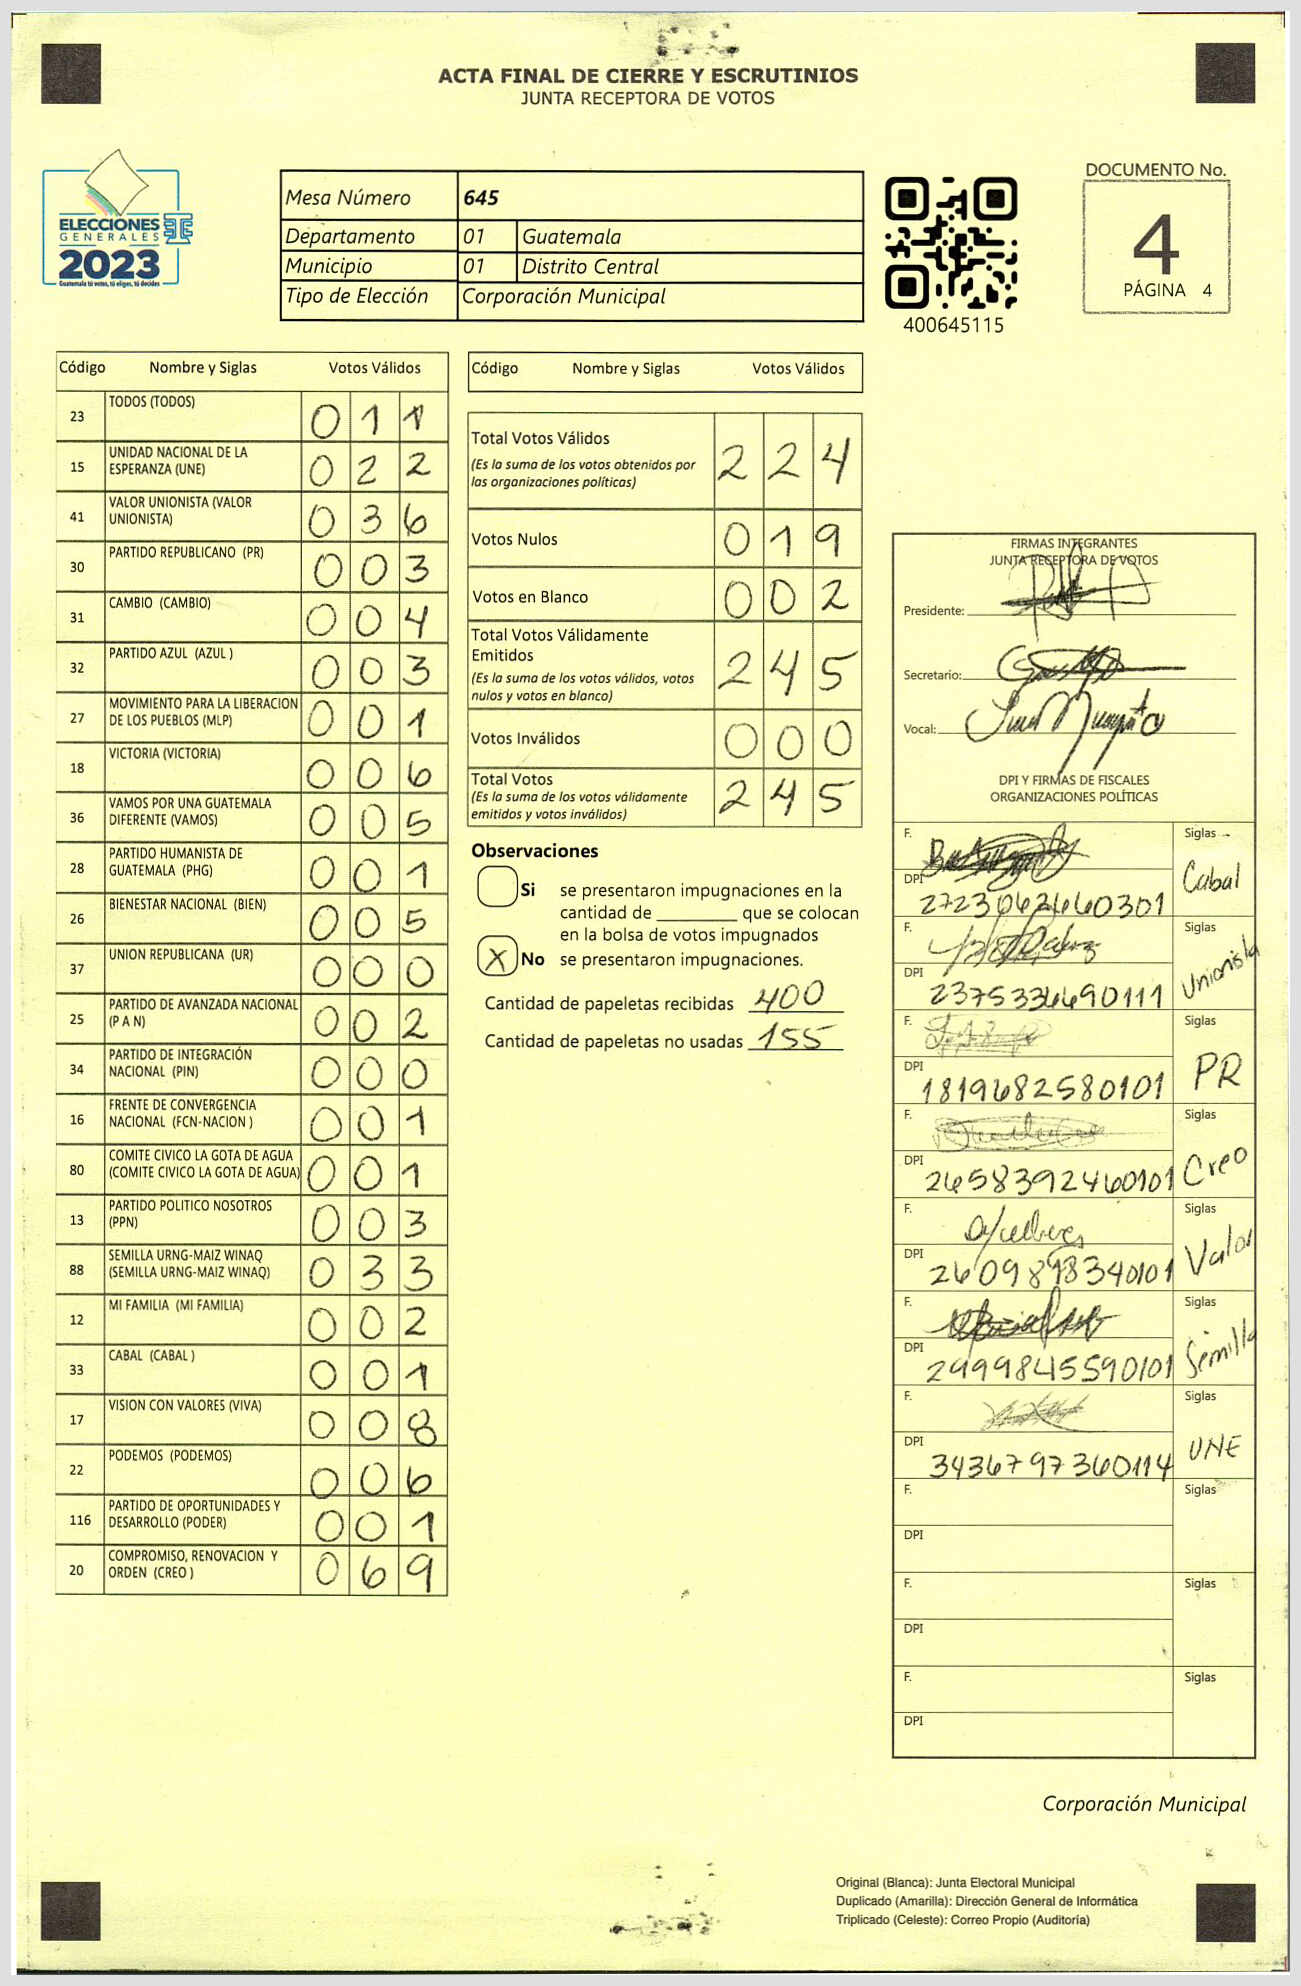 ACTA FINAL DE CIERRE Y ESCRUTINIOS
JUNTA RECEPTORA DE VOTOS
ELECCIONES
GENERALES
2023
Guatemala tú votas, tú eliges, tú decides
Mesa Número 645
Departamento 01 Guatemala
Municipio 01 Distrito Central
Tipo de Elección Corporación Municipal
400645115
DOCUMENTO No.
4
PÁGINA 4
Código Nombre y Siglas Votos Válidos
23 TODOS (TODOS) 0 1 1
15 UNIDAD NACIONAL DE LA ESPERANZA (UNE) 0 2 2
41 VALOR UNIONISTA (VALOR UNIONISTA) 0 3 6
30 PARTIDO REPUBLICANO (PR) 0 0 3
31 CAMBIO (CAMBIO) 0 0 4
32 PARTIDO AZUL (AZUL ) 0 0 3
27 MOVIMIENTO PARA LA LIBERACION DE LOS PUEBLOS (MLP) 0 0 1
18 VICTORIA (VICTORIA) 0 0 6
36 VAMOS POR UNA GUATEMALA DIFERENTE (VAMOS) 0 0 5
28 PARTIDO HUMANISTA DE GUATEMALA (PHG) 0 0 1
26 BIENESTAR NACIONAL (BIEN) 0 0 5
37 UNION REPUBLICANA (UR) 0 0 0
25 PARTIDO DE AVANZADA NACIONAL (P A N) 0 0 2
34 PARTIDO DE INTEGRACIÓN NACIONAL (PIN) 0 0 0
16 FRENTE DE CONVERGENCIA NACIONAL (FCN-NACION ) 0 0 1
80 COMITE CIVICO LA GOTA DE AGUA (COMITE CIVICO LA GOTA DE AGUA) 0 0 1
13 PARTIDO POLITICO NOSOTROS (PPN) 0 0 3
88 SEMILLA URNG-MAIZ WINAQ (SEMILLA URNG-MAIZ WINAQ) 0 3 3
12 MI FAMILIA (MI FAMILIA) 0 0 2
33 CABAL (CABAL ) 0 0 1
17 VISION CON VALORES (VIVA) 0 0 8
22 PODEMOS (PODEMOS) 0 0 6
116 PARTIDO DE OPORTUNIDADES Y DESARROLLO (PODER) 0 0 1
20 COMPROMISO, RENOVACION Y ORDEN (CREO ) 0 6 9
Código Nombre y Siglas Votos Válidos
Total Votos Válidos 2 2 4
(Es la suma de los votos obtenidos por
las organizaciones políticas)
Votos Nulos 0 1 9
Votos en Blanco 0 0 2
Total Votos Válidamente
Emitidos 2 4 5
(Es la suma de los votos válidos, votos
nulos y votos en blanco)
Votos Inválidos 0 0 0
Total Votos 2 4 5
(Es la suma de los votos válidamente
emitidos y votos inválidos)
Observaciones
Si se presentaron impugnaciones en la
cantidad de ________ que se colocan
en la bolsa de votos impugnados
X No se presentaron impugnaciones.
Cantidad de papeletas recibidas 400
Cantidad de papeletas no usadas 155
FIRMAS INTEGRANTES
JUNTA RECEPTORA DE VOTOS
Presidente:
Secretario:
Vocal:
DPI Y FIRMAS DE FISCALES
ORGANIZACIONES POLÍTICAS
F. Siglas Cabal
DPI 2723062660301
F. Siglas Unionista
DPI 2375336690111
F. Siglas PR
DPI 1819682580101
F. Siglas Creo
DPI 2658392460101
F. Siglas Valor
DPI 2609898340101
F. Siglas Semilla
DPI 2999845590101
F. Siglas UNE
DPI 3436797360114
F. Siglas
DPI
F. Siglas
DPI
F. Siglas
DPI
Corporación Municipal
Original (Blanca): Junta Electoral Municipal
Duplicado (Amarilla): Dirección General de Informática
Triplicado (Celeste): Correo Propio (Auditoría)